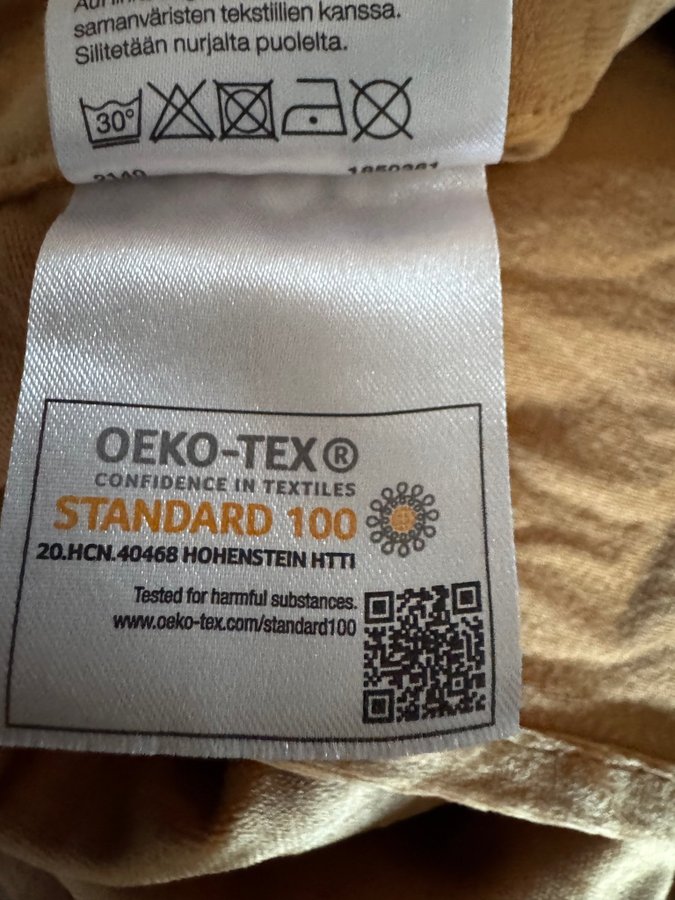 samanväristen tekstiilien kanssa.
Silitetään nurjalta puolelta.
30°
OEKO-TEX®
CONFIDENCE IN TEXTILES
STANDARD 100
20.HCN.40468 HOHENSTEIN HTTI
Tested for harmful substances.
www.oeko-tex.com/standard100